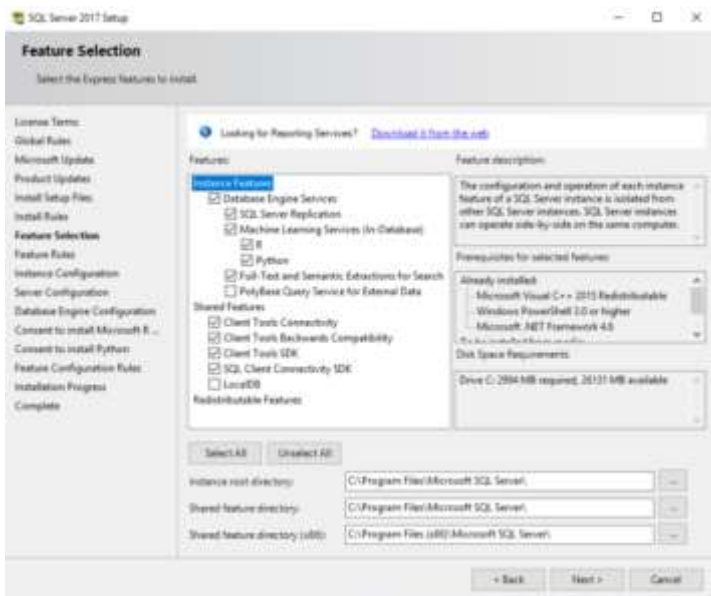 SQL Server 2017 Setup
Feature Selection
Select the Express features to install.
License Terms
Global Rules
Microsoft Update
Product Updates
Install Setup Files
Install Rules
Feature Selection
Feature Rules
Instance Configuration
Server Configuration
Database Engine Configuration
Consent to install Microsoft R ...
Consent to install Python
Feature Configuration Rules
Installation Progress
Complete
Looking for Reporting Services? Download it from the web
Features:
Instance Features
Database Engine Services
SQL Server Replication
Machine Learning Services (In-Database)
R
Python
Full-Text and Semantic Extractions for Search
PolyBase Query Service for External Data
Shared Features
Client Tools Connectivity
Client Tools Backwards Compatibility
Client Tools SDK
SQL Client Connectivity SDK
LocalDB
Redistributable Features
Feature description:
The configuration and operation of each instance
feature of a SQL Server instance is isolated from
other SQL Server instances. SQL Server instances
can operate side-by-side on the same computer.
Prerequisites for selected features:
Already installed:
Microsoft Visual C++ 2015 Redistributable
Windows PowerShell 3.0 or higher
Microsoft .NET Framework 4.6
Disk Space Requirements
Drive C: 2994 MB required, 26131 MB available
Select All
Unselect All
Instance root directory: C:\Program Files\Microsoft SQL Server\ ...
Shared feature directory: C:\Program Files\Microsoft SQL Server\ ...
Shared feature directory (x86): C:\Program Files (x86)\Microsoft SQL Server\ ...
< Back
Next >
Cancel